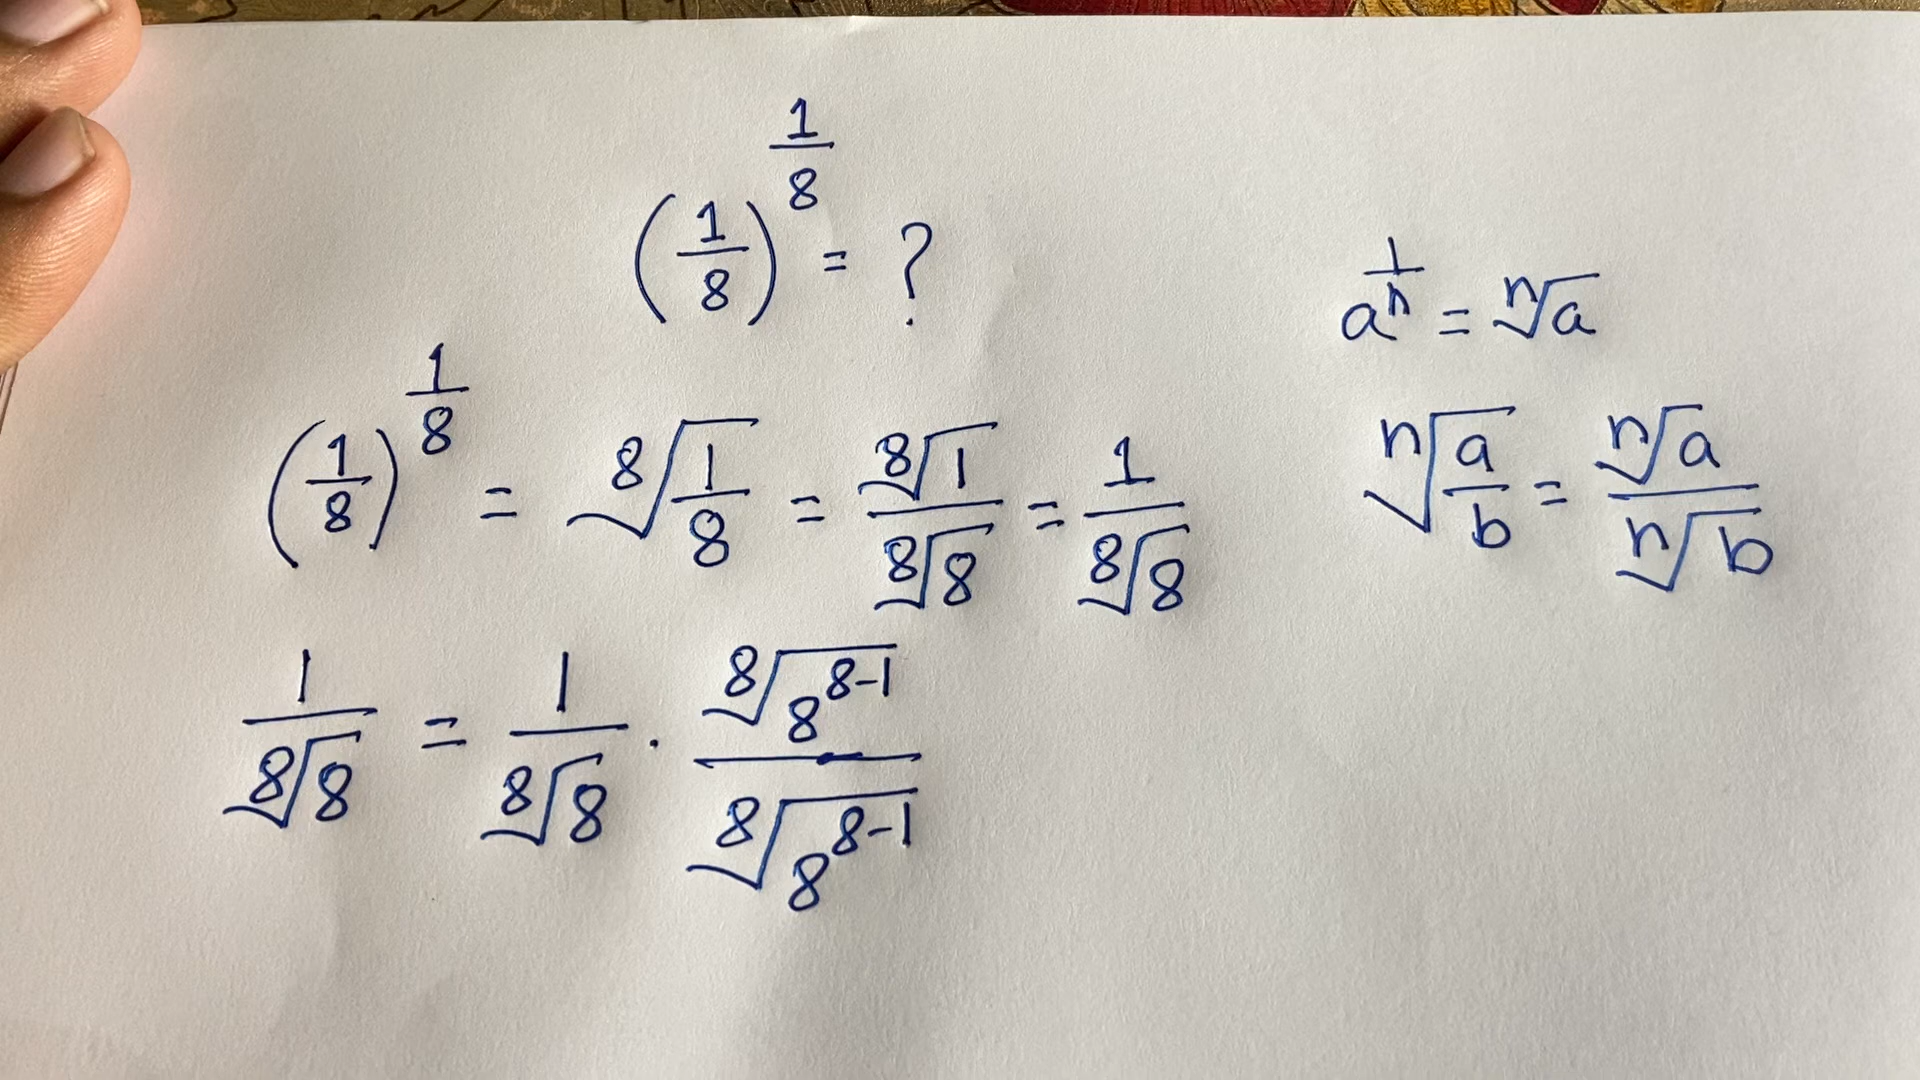 (1/8)^(1/8) = ?
a^(1/n) = ⁿ√a
(1/8)^(1/8) = ⁸√(1/8) = ⁸√1/⁸√8 = 1/⁸√8
ⁿ√(a/b) = ⁿ√a/ⁿ√b
1/⁸√8 = 1/⁸√8 · ⁸√(8^(8-1))/⁸√(8^(8-1))